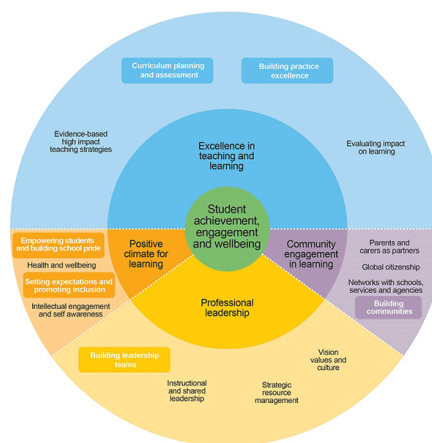 Curriculum planning
and assessment
Building practice
excellence
Evidence-based
high impact
teaching strategies
Evaluating impact
on learning
Excellence in
teaching and
learning
Student
achievement,
engagement
and wellbeing
Positive
climate for
learning
Community
engagement
in learning
Professional
leadership
Empowering students
and building school pride
Health and wellbeing
Setting expectations and
promoting inclusion
Intellectual engagement
and self awareness
Parents and
carers as partners
Global citizenship
Networks with schools,
services and agencies
Building
communities
Building leadership
teams
Instructional
and shared
leadership
Strategic
resource
management
Vision
values and
culture